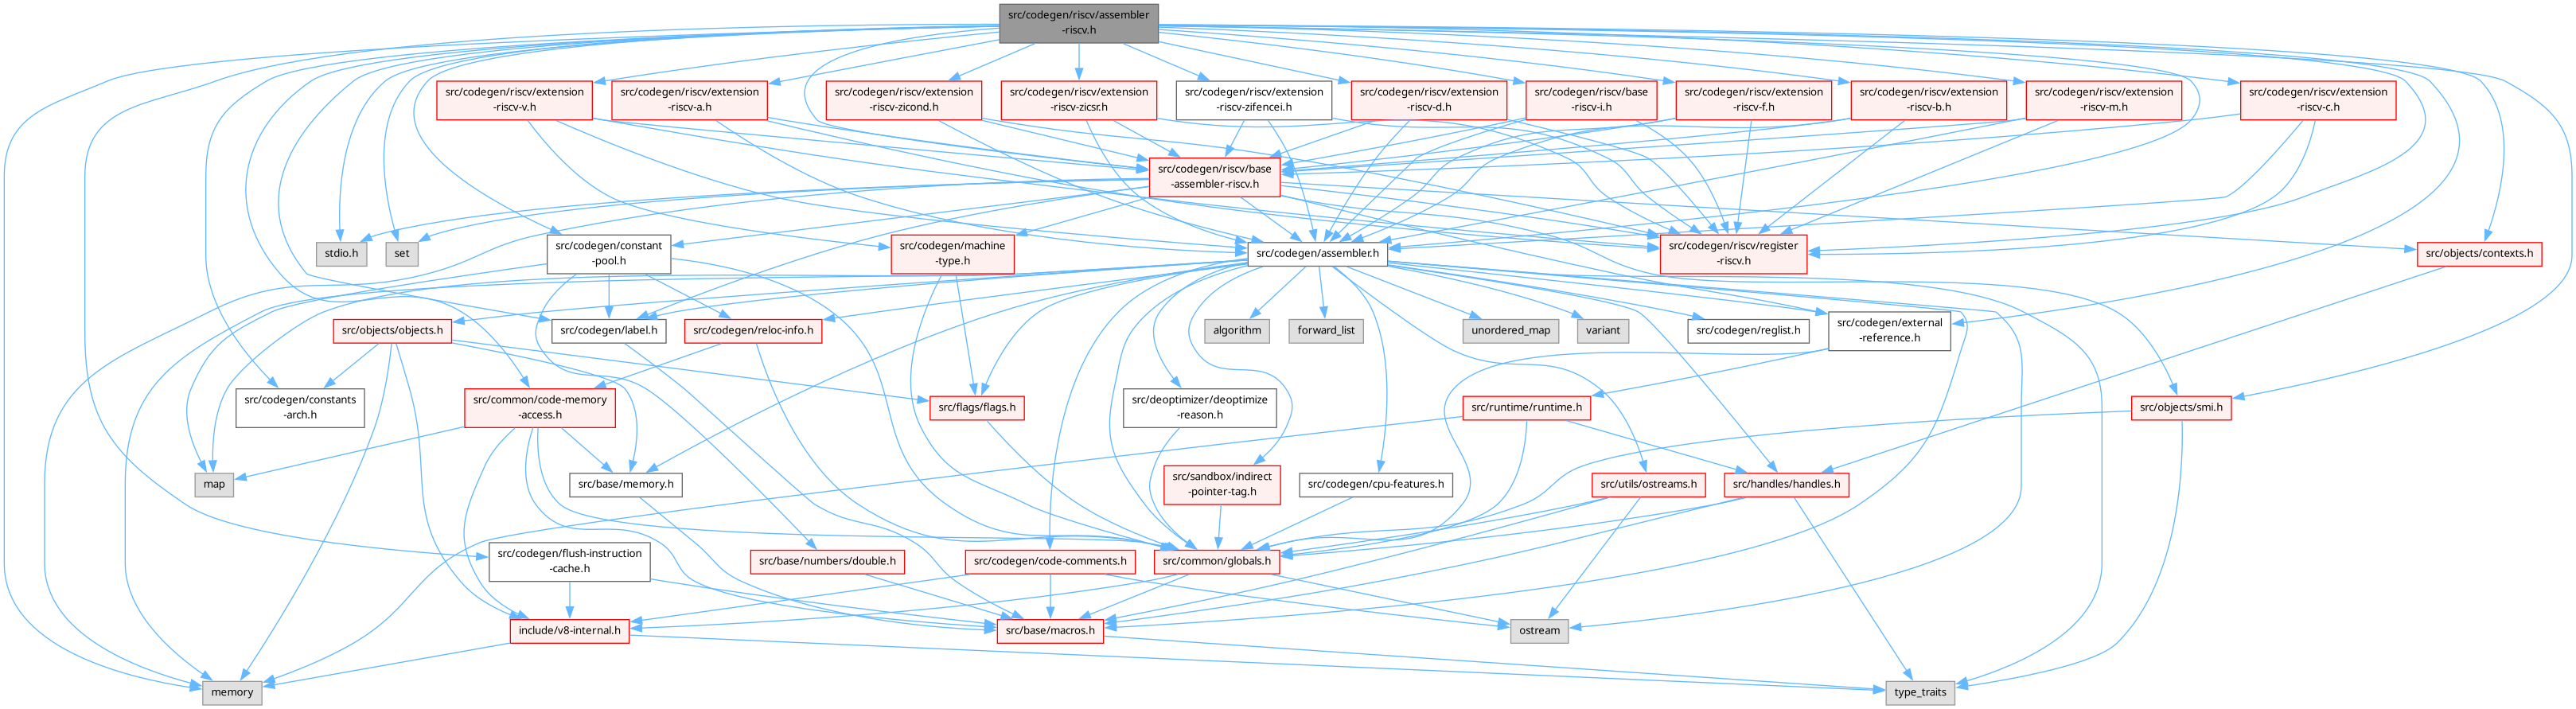 src/codegen/riscv/assembler
-riscv.h
src/codegen/riscv/extension
-riscv-v.h
src/codegen/riscv/extension
-riscv-a.h
src/codegen/riscv/extension
-riscv-zicond.h
src/codegen/riscv/extension
-riscv-zicsr.h
src/codegen/riscv/extension
-riscv-zifencei.h
src/codegen/riscv/extension
-riscv-d.h
src/codegen/riscv/base
-riscv-i.h
src/codegen/riscv/extension
-riscv-f.h
src/codegen/riscv/extension
-riscv-b.h
src/codegen/riscv/extension
-riscv-m.h
src/codegen/riscv/extension
-riscv-c.h
src/codegen/riscv/base
-assembler-riscv.h
stdio.h
set
src/codegen/constant
-pool.h
src/codegen/machine
-type.h
src/codegen/assembler.h
src/codegen/riscv/register
-riscv.h
src/objects/contexts.h
src/objects/objects.h
src/codegen/label.h
src/codegen/reloc-info.h
algorithm
forward_list
unordered_map
variant
src/codegen/reglist.h
src/codegen/external
-reference.h
src/codegen/constants
-arch.h
src/common/code-memory
-access.h
src/flags/flags.h
src/deoptimizer/deoptimize
-reason.h
src/runtime/runtime.h
src/objects/smi.h
map
src/base/memory.h
src/sandbox/indirect
-pointer-tag.h
src/codegen/cpu-features.h
src/utils/ostreams.h
src/handles/handles.h
src/codegen/flush-instruction
-cache.h
src/base/numbers/double.h
src/codegen/code-comments.h
src/common/globals.h
include/v8-internal.h
src/base/macros.h
ostream
memory
type_traits